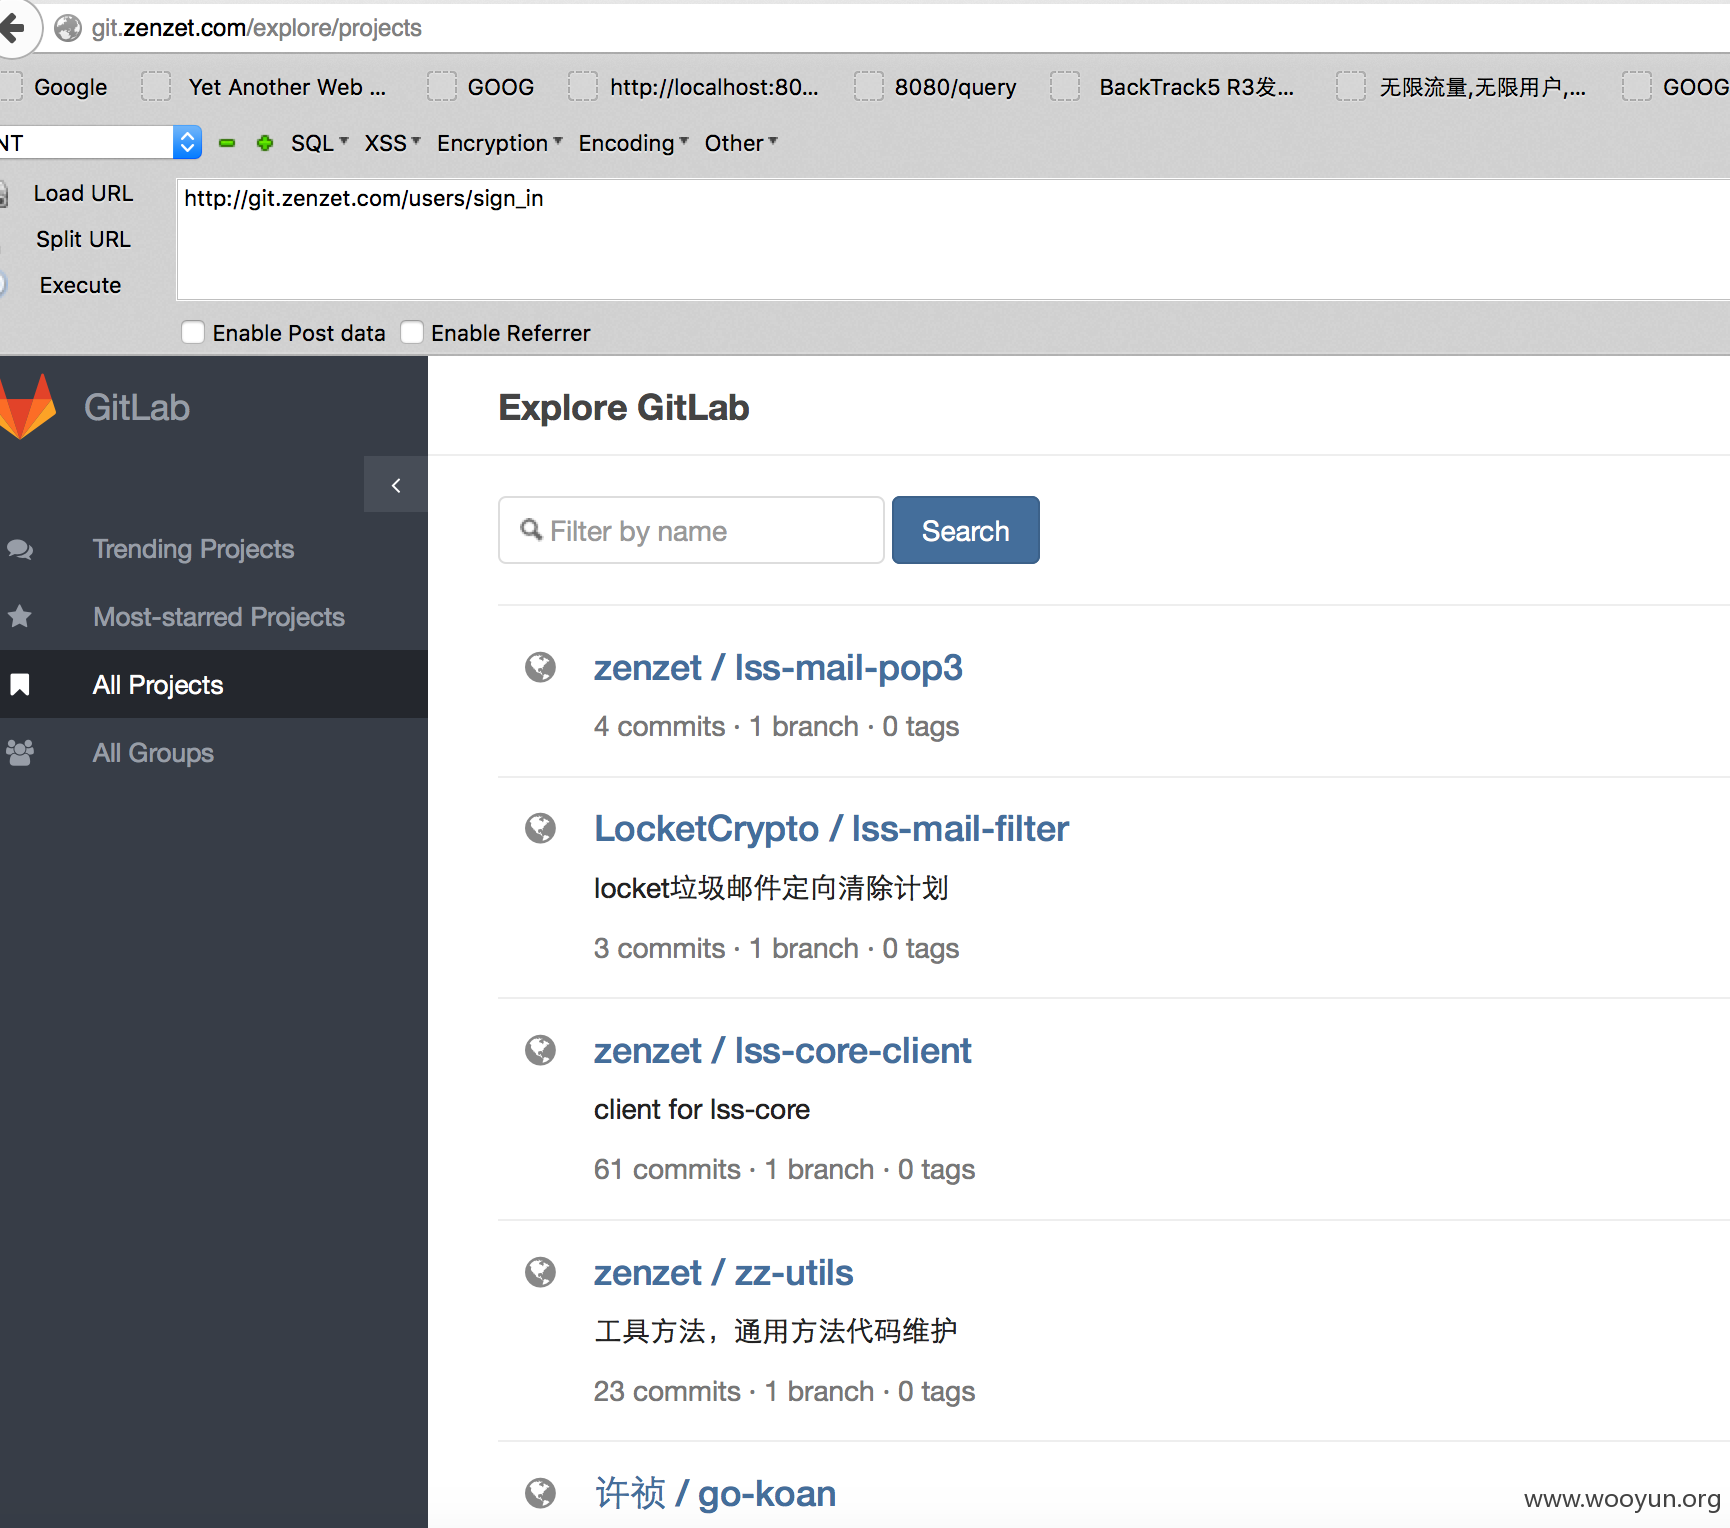 git.zenzet.com/explore/projects
Google Yet Another Web ... GOOG http://localhost:80... 8080/query BackTrack5 R3发... 无限流量,无限用户,... GOOG
NT SQL XSS Encryption Encoding Other
Load URL http://git.zenzet.com/users/sign_in
Split URL
Execute
Enable Post data Enable Referrer
GitLab
Explore GitLab
Filter by name Search
Trending Projects
Most-starred Projects
All Projects
All Groups
zenzet / lss-mail-pop3
4 commits · 1 branch · 0 tags
LocketCrypto / lss-mail-filter
locket垃圾邮件定向清除计划
3 commits · 1 branch · 0 tags
zenzet / lss-core-client
client for lss-core
61 commits · 1 branch · 0 tags
zenzet / zz-utils
工具方法，通用方法代码维护
23 commits · 1 branch · 0 tags
许祯 / go-koan
www.wooyun.org